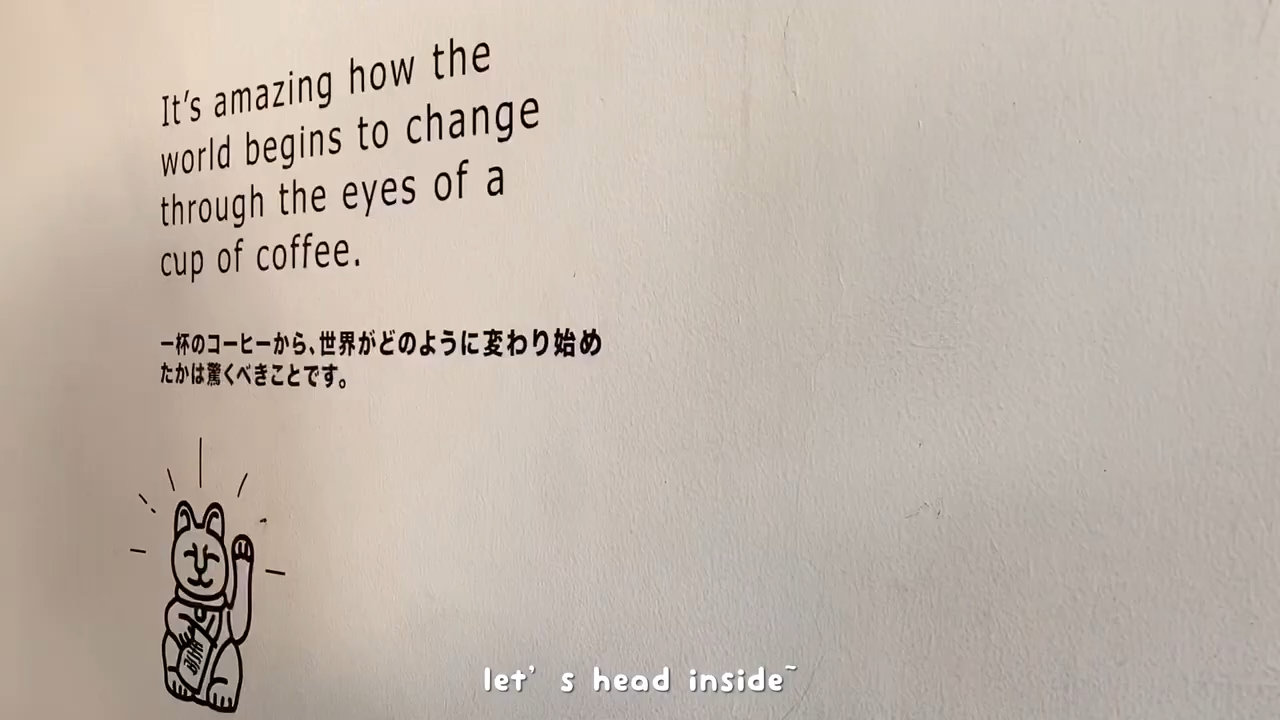 It's amazing how the
world begins to change
through the eyes of a
cup of coffee.
一杯のコーヒーから、世界がどのように変わり始め
たかは驚くべきことです。
let's head inside~